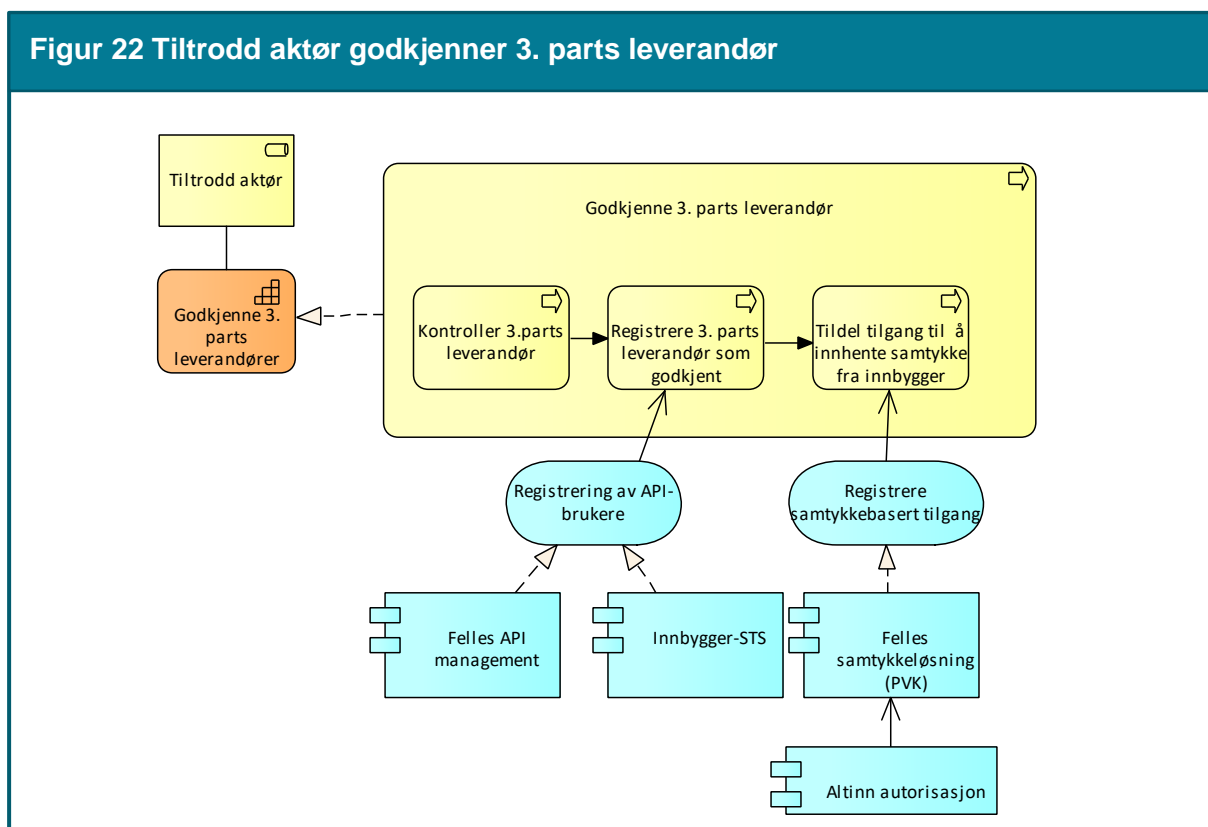 Figur 22 Tiltrodd aktør godkjenner 3. parts leverandør
Tiltrodd aktør
Godkjenne 3.
parts
leverandører
Godkjenne 3. parts leverandør
Kontroller 3.parts
leverandør
Registrere 3. parts
leverandør som
godkjent
Tildel tilgang til å
innhente samtykke
fra innbygger
Registrering av API-
brukere
Registrere
samtykkebasert tilgang
Felles API
management
Innbygger-STS
Felles
samtykkeløsning
(PVK)
Altinn autorisasjon